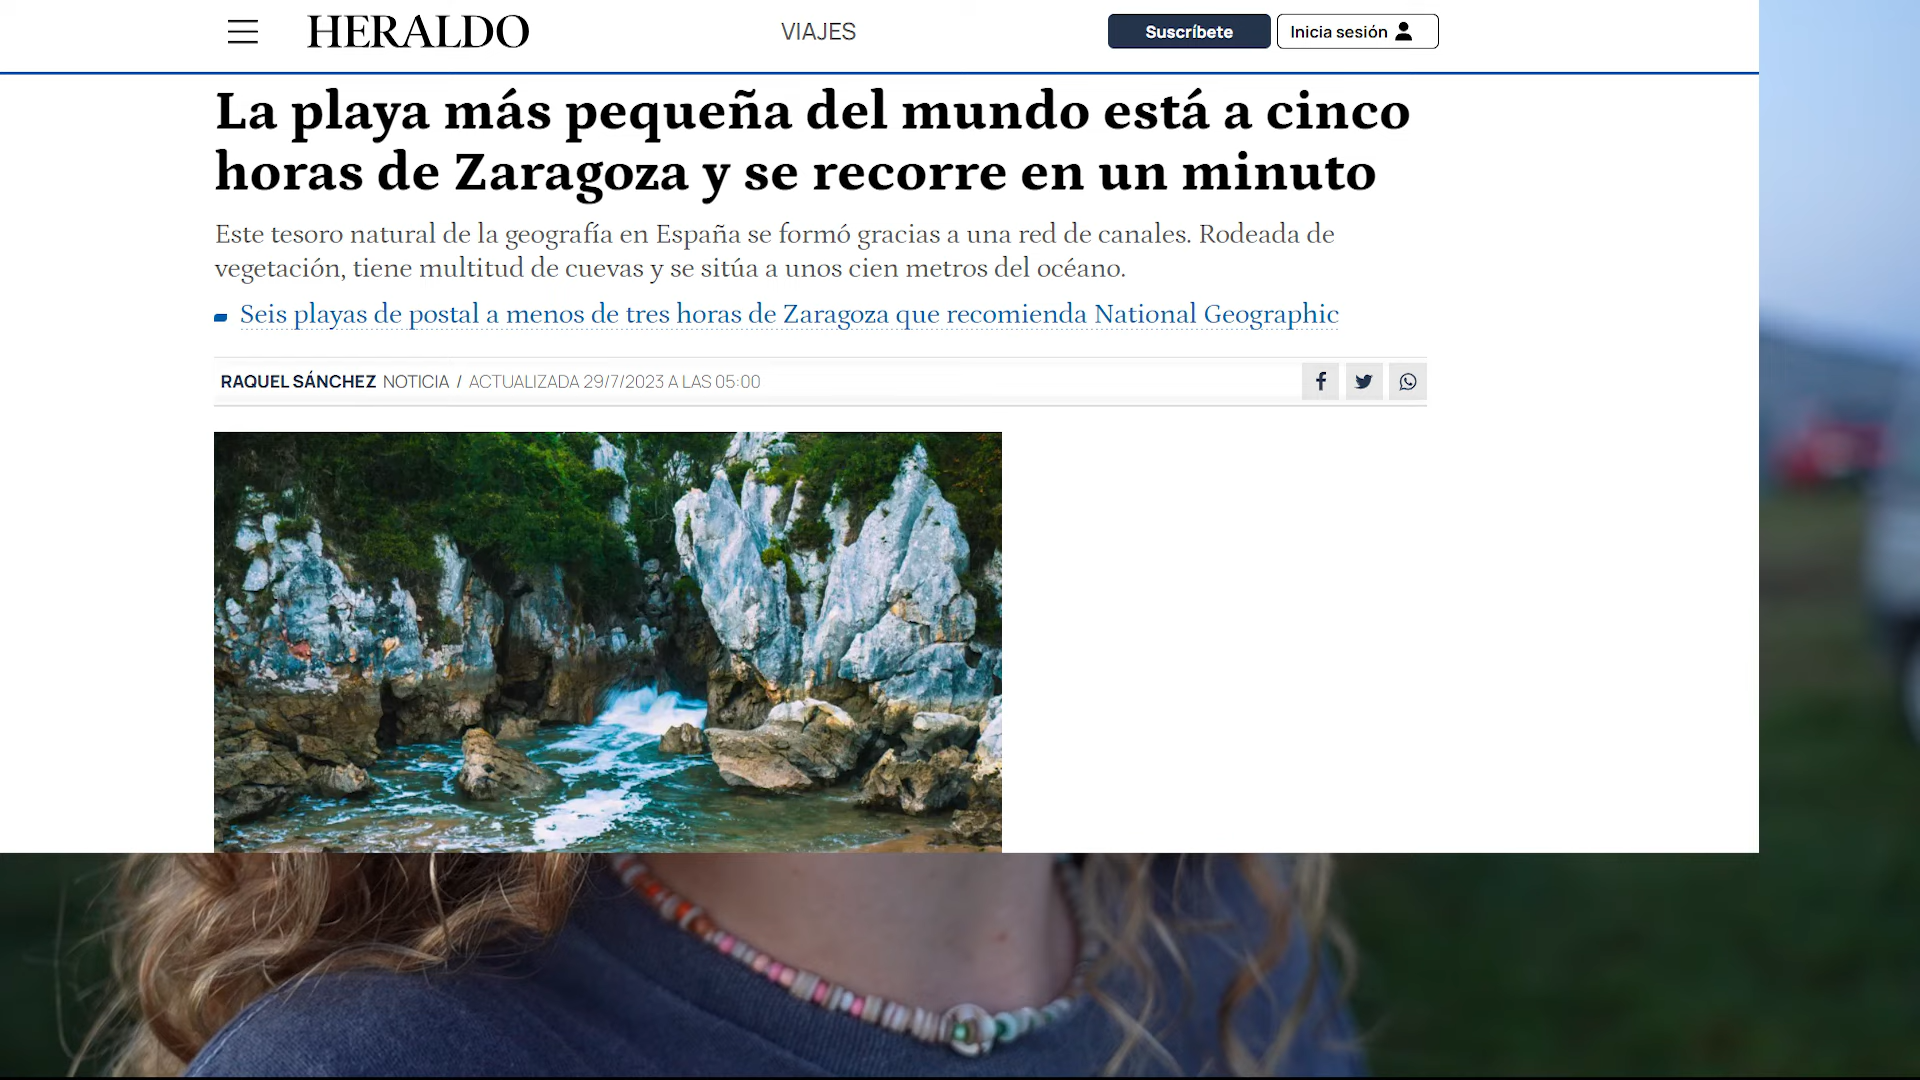 HERALDO
VIAJES
Suscríbete
Inicia sesión
La playa más pequeña del mundo está a cinco
horas de Zaragoza y se recorre en un minuto
Este tesoro natural de la geografía en España se formó gracias a una red de canales. Rodeada de
vegetación, tiene multitud de cuevas y se sitúa a unos cien metros del océano.
Seis playas de postal a menos de tres horas de Zaragoza que recomienda National Geographic
RAQUEL SÁNCHEZ NOTICIA / ACTUALIZADA 29/7/2023 A LAS 05:00